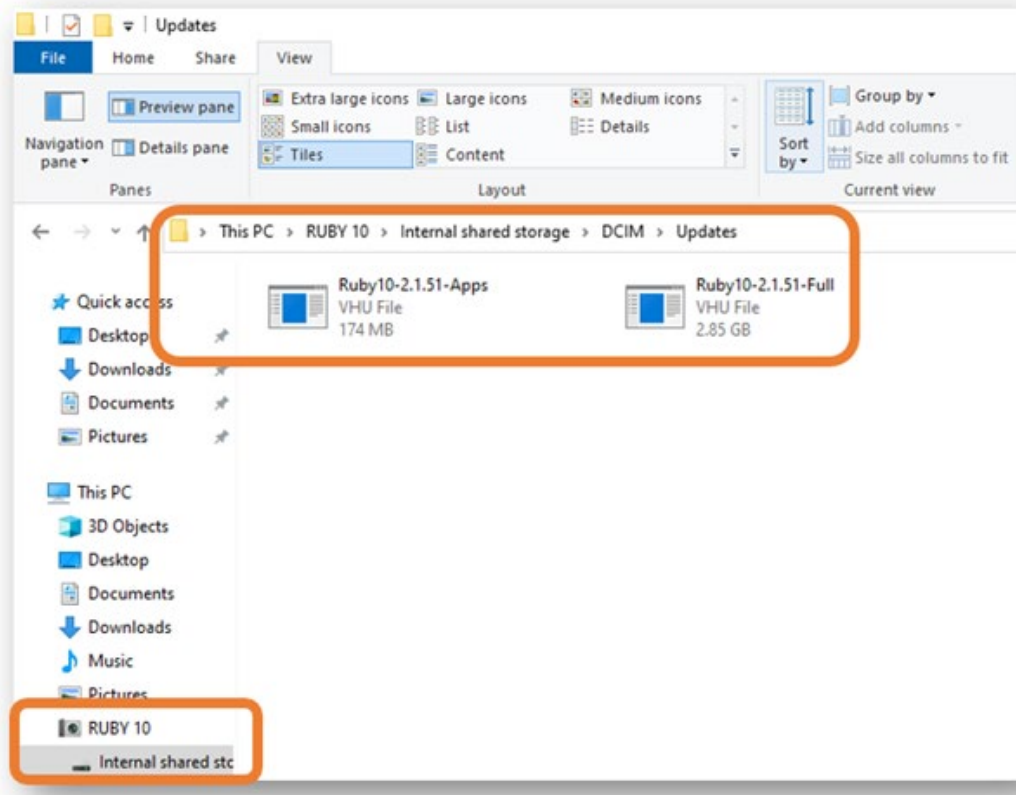 Updates
File Home Share View
Preview pane
Navigation pane
Details pane
Panes
Extra large icons Large icons Medium icons
Small icons List Details
Tiles Content
Layout
Sort by
Group by
Add columns
Size all columns to fit
Current view
This PC > RUBY 10 > Internal shared storage > DCIM > Updates
Ruby10-2.1.51-Apps
VHU File
174 MB
Ruby10-2.1.51-Full
VHU File
2.85 GB
Quick access
Desktop
Downloads
Documents
Pictures
This PC
3D Objects
Desktop
Documents
Downloads
Music
Pictures
RUBY 10
Internal shared sto